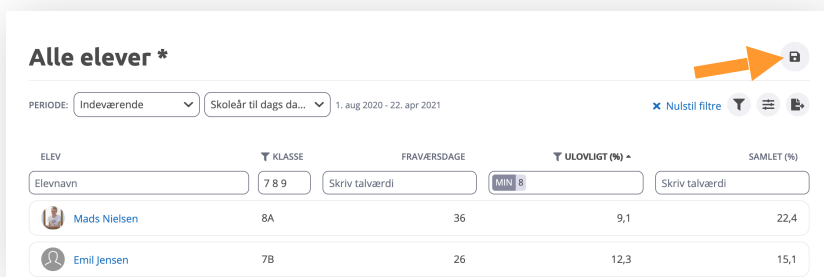 Alle elever *
PERIODE: Indeværende Skoleår til dags da... 1. aug 2020 - 22. apr 2021 × Nulstil filtre
ELEV KLASSE FRAVÆRSDAGE ULOVLIGT (%) SAMLET (%)
Elevnavn 7 8 9 Skriv talværdi MIN 8 Skriv talværdi
Mads Nielsen 8A 36 9,1 22,4
Emil Jensen 7B 26 12,3 15,1